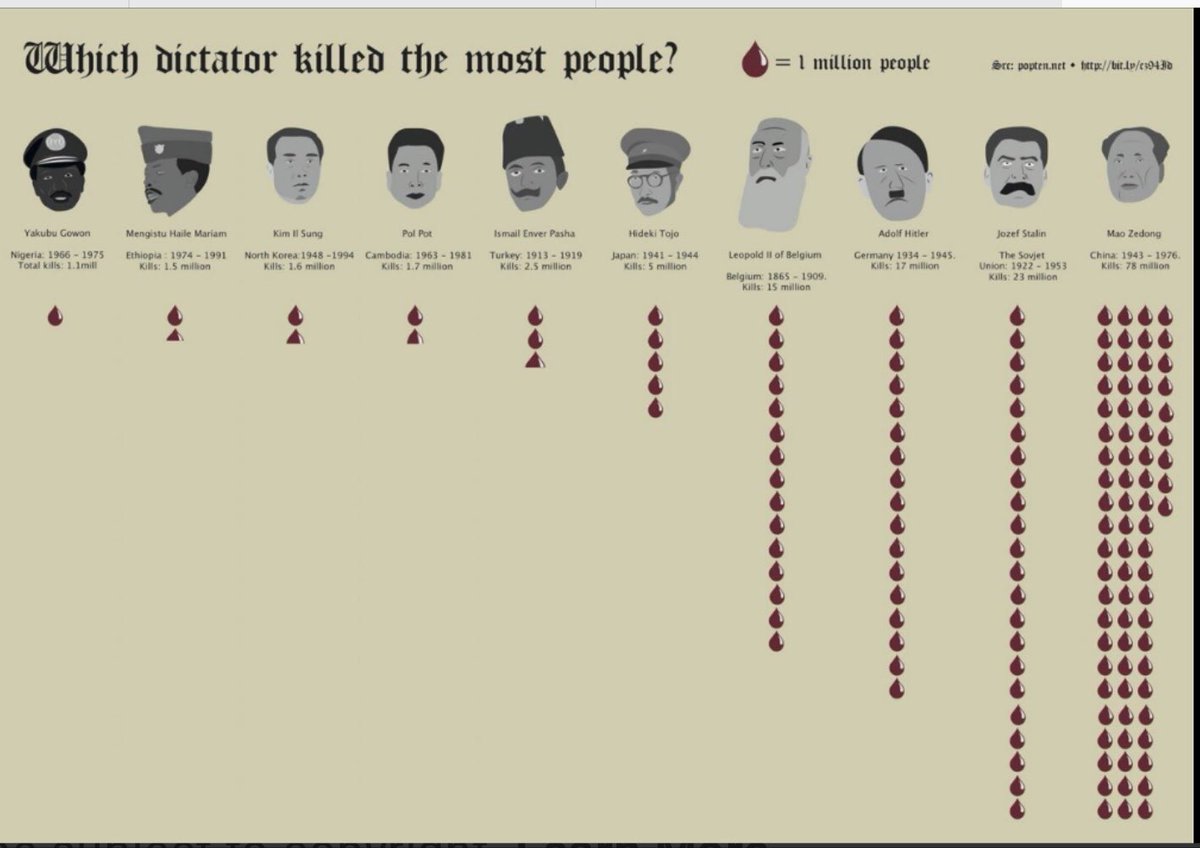 Which dictator killed the most people?
= 1 million people
Src: popten.net •
Yakubu Gowon
Nigeria: 1966 - 1975
Total kills: 1.1mill
Mengistu Haile Mariam
Ethiopia : 1974 - 1991
Kills: 1.5 million
Kim Il Sung
North Korea:1948 -1994
Kills: 1.6 million
Pol Pot
Cambodia: 1963 - 1981
Kills: 1.7 million
Ismail Enver Pasha
Turkey: 1913 - 1919
Kills: 2.5 million
Hideki Tojo
Japan: 1941 - 1944
Kills: 5 million
Leopold II of Belgium
Belgium: 1865 - 1909.
Kills: 15 million
Adolf Hitler
Germany 1934 - 1945.
Kills: 17 million
Jozef Stalin
The Sovjet
Union: 1922 - 1953
Kills: 23 million
Mao Zedong
China: 1943 - 1976.
Kills: 78 million
subject to copyright. Learn More